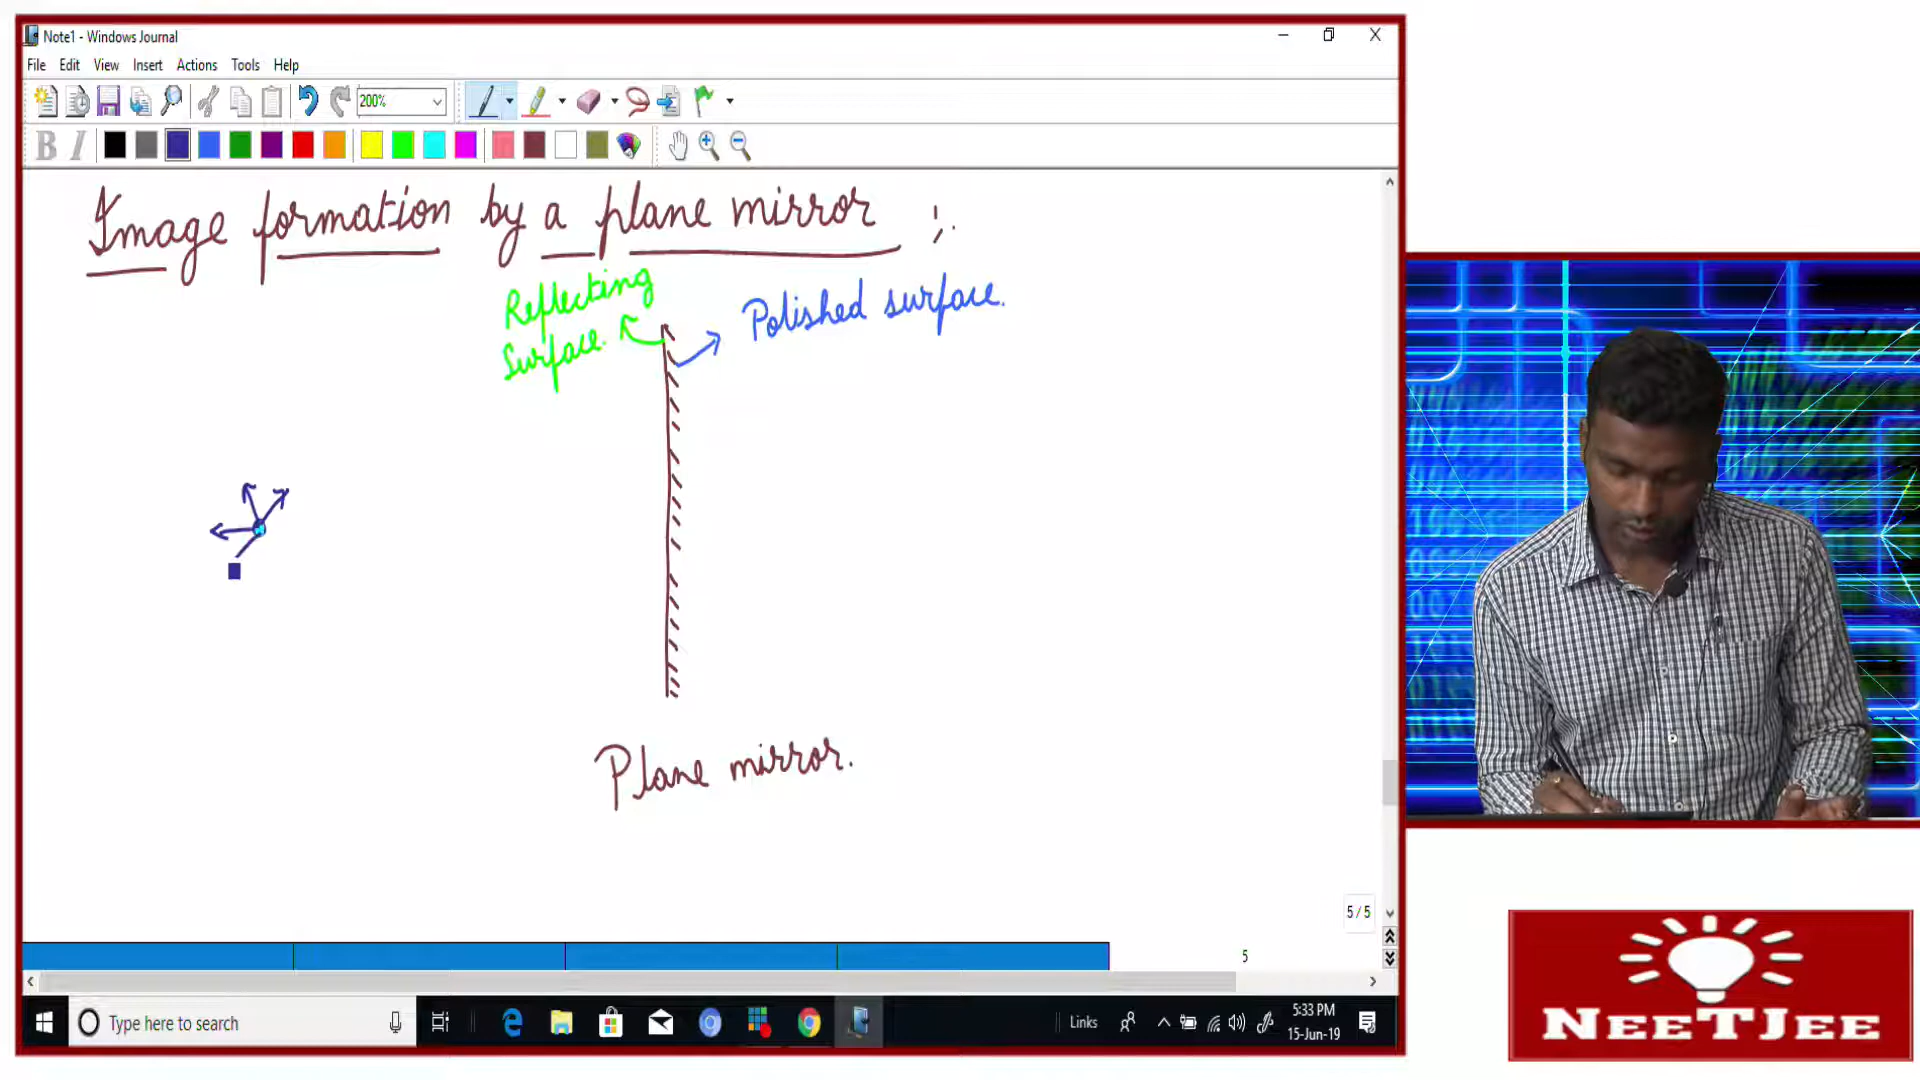 Note1 - Windows Journal
File Edit View Insert Actions Tools Help
200%
B I
Image formation by a plane mirror :.
Reflecting
Surface.
Polished surface.
Plane mirror.
5 / 5
5
Type here to search
Links
5:33 PM
15-Jun-19
NEETJEE